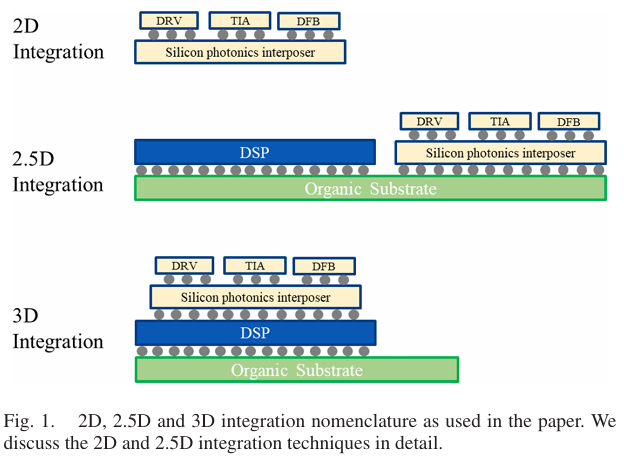 2D
Integration
DRV TIA DFB
Silicon photonics interposer
2.5D
Integration
DRV TIA DFB
DSP
Silicon photonics interposer
Organic Substrate
3D
Integration
DRV TIA DFB
Silicon photonics interposer
DSP
Organic Substrate
Fig. 1. 2D, 2.5D and 3D integration nomenclature as used in the paper. We
discuss the 2D and 2.5D integration techniques in detail.